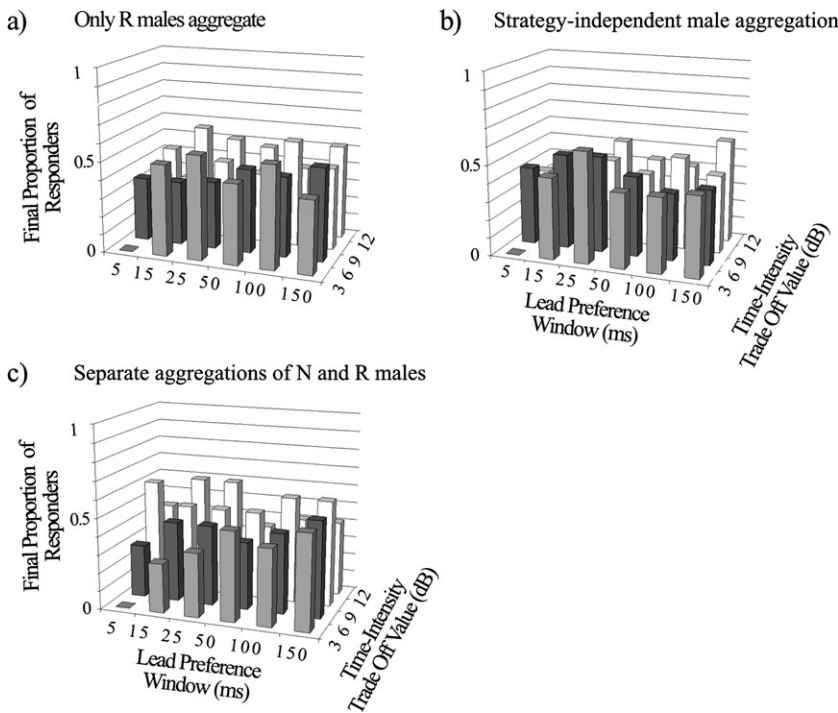 a) Only R males aggregate
1
0.5
0
Final Proportion of
Responders
5 15 25 50 100 150
3 6 9 12
b) Strategy-independent male aggregation
1
0.5
0
5 15 25 50 100 150
Lead Preference
Window (ms)
3 6 9 12
Time-Intensity
Trade Off Value (dB)
c) Separate aggregations of N and R males
1
0.5
0
Final Proportion of
Responders
5 15 25 50 100 150
Lead Preference
Window (ms)
3 6 9 12
Time-Intensity
Trade Off Value (dB)